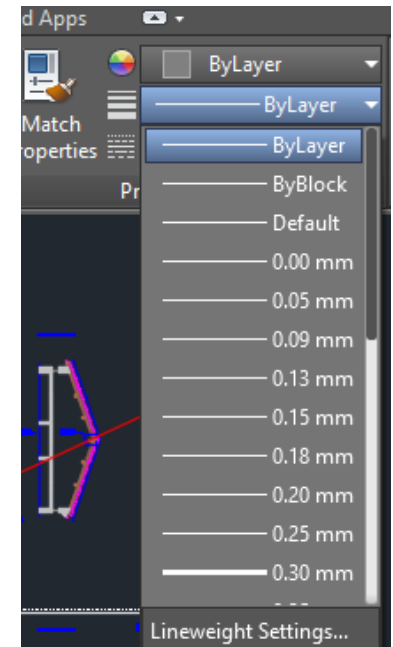 d Apps
ByLayer
ByLayer
Match
roperties
Pr
ByLayer
ByBlock
Default
0.00 mm
0.05 mm
0.09 mm
0.13 mm
0.15 mm
0.18 mm
0.20 mm
0.25 mm
0.30 mm
Lineweight Settings...